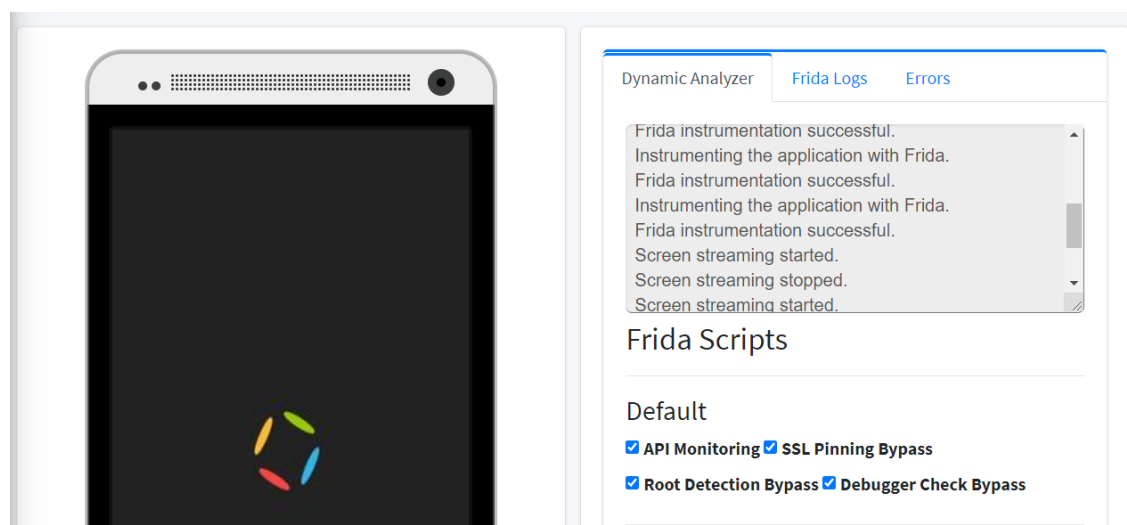 Dynamic Analyzer Frida Logs Errors
Frida instrumentation successful.
Instrumenting the application with Frida.
Frida instrumentation successful.
Instrumenting the application with Frida.
Frida instrumentation successful.
Screen streaming started.
Screen streaming stopped.
Screen streaming started.
Frida Scripts
Default
API Monitoring SSL Pinning Bypass
Root Detection Bypass Debugger Check Bypass